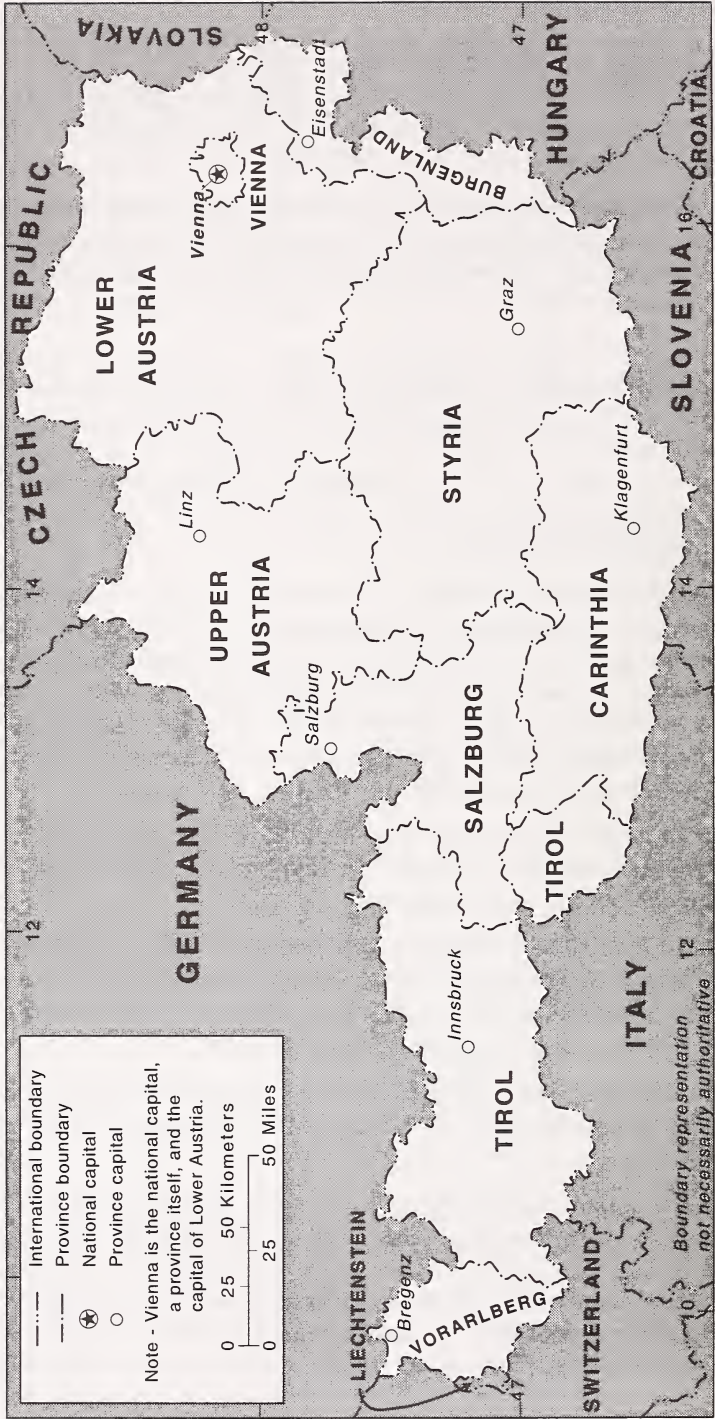 International boundary
Province boundary
National capital
Province capital
Note - Vienna is the national capital,
a province itself, and the
capital of Lower Austria.
0 25 50 Kilometers
0 25 50 Miles
12
14
CZECH REPUBLIC
SLOVAKIA
48
GERMANY
LOWER
AUSTRIA
Vienna
VIENNA
Linz
UPPER
AUSTRIA
Eisenstadt
BURGENLAND
Salzburg
SALZBURG
STYRIA
Graz
47
HUNGARY
LIECHTENSTEIN
Bregenz
VORARLBERG
Innsbruck
TIROL
TIROL
CARINTHIA
Klagenfurt
47
SWITZERLAND
ITALY
SLOVENIA
CROATIA
10
12
14
16
Boundary representation
not necessarily authoritative